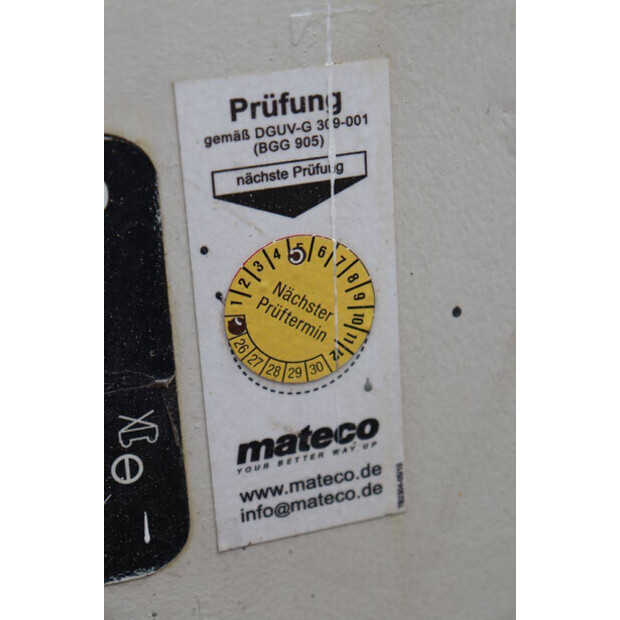 Prüfung
gemäß DGUV-G 309-001
(BGG 905)
nächste Prüfung
1 2 3 4 5 6 7 8 9 10 11 12
Nächster
Prüftermin
26 27 28 29 30
mateco
YOUR BETTER WAY UP
www.mateco.de
info@mateco.de